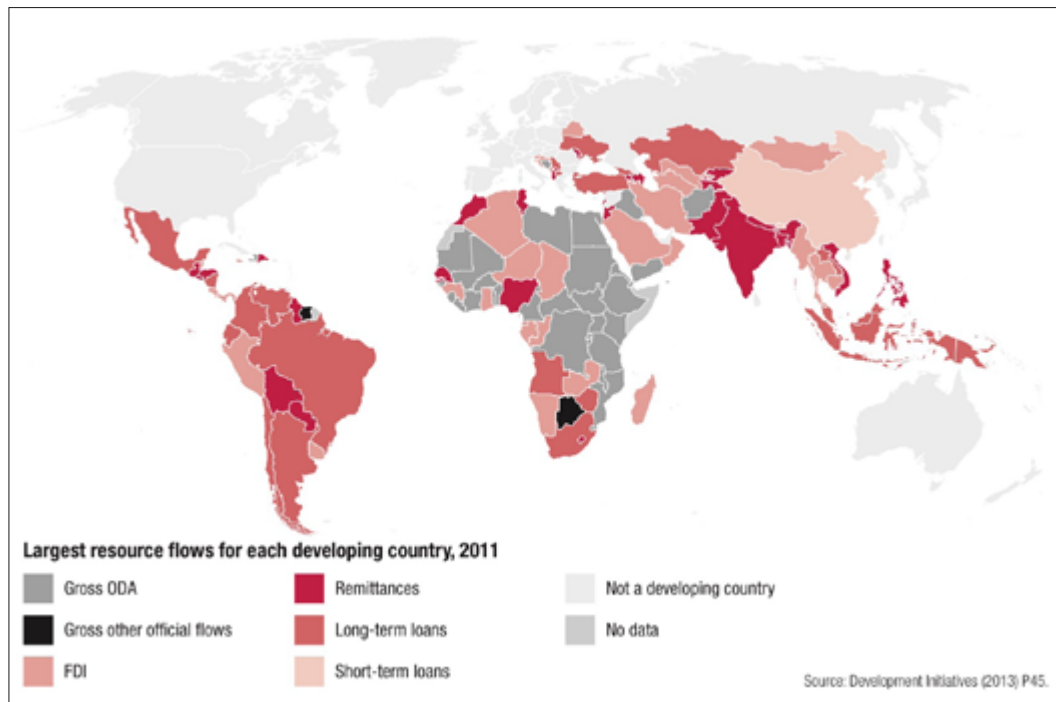 Largest resource flows for each developing country, 2011
Gross ODA
Remittances
Not a developing country
Gross other official flows
Long-term loans
No data
FDI
Short-term loans
Source: Development Initiatives (2013) P45.